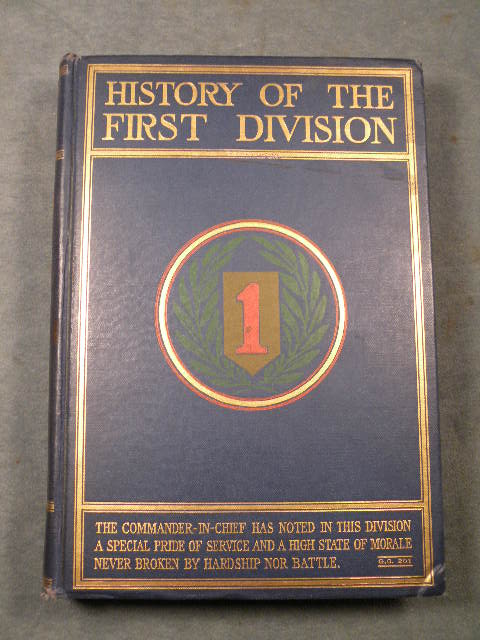 HISTORY OF THE
FIRST DIVISION
1
THE COMMANDER-IN-CHIEF HAS NOTED IN THIS DIVISION
A SPECIAL PRIDE OF SERVICE AND A HIGH STATE OF MORALE
NEVER BROKEN BY HARDSHIP NOR BATTLE. G.O. 201